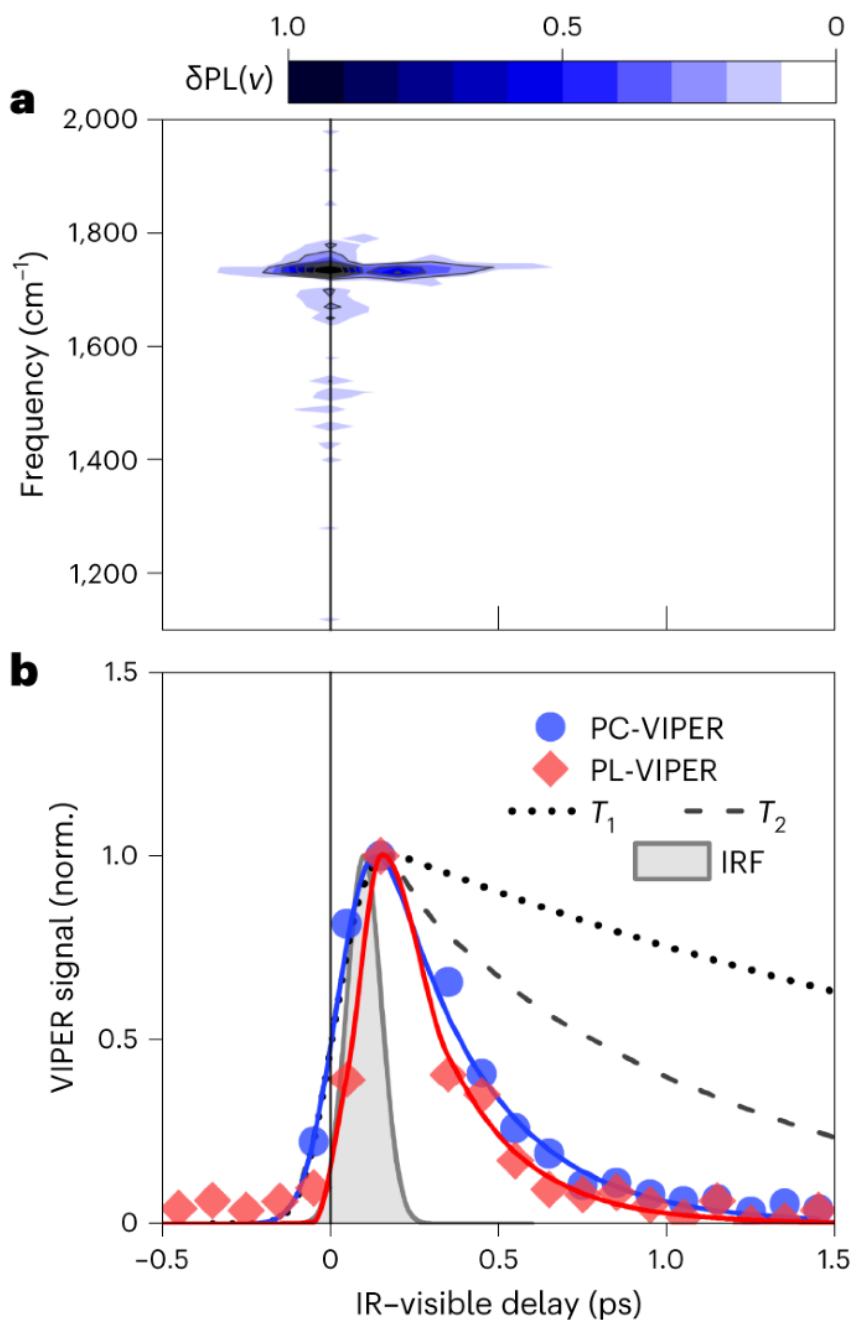 1.0 0.5 0
δPL(ν)
a
2,000
1,800
1,600
1,400
1,200
Frequency (cm⁻¹)
b
1.5
1.0
0.5
0
VIPER signal (norm.)
PC-VIPER
PL-VIPER
T₁ T₂
IRF
−0.5 0 0.5 1.0 1.5
IR–visible delay (ps)